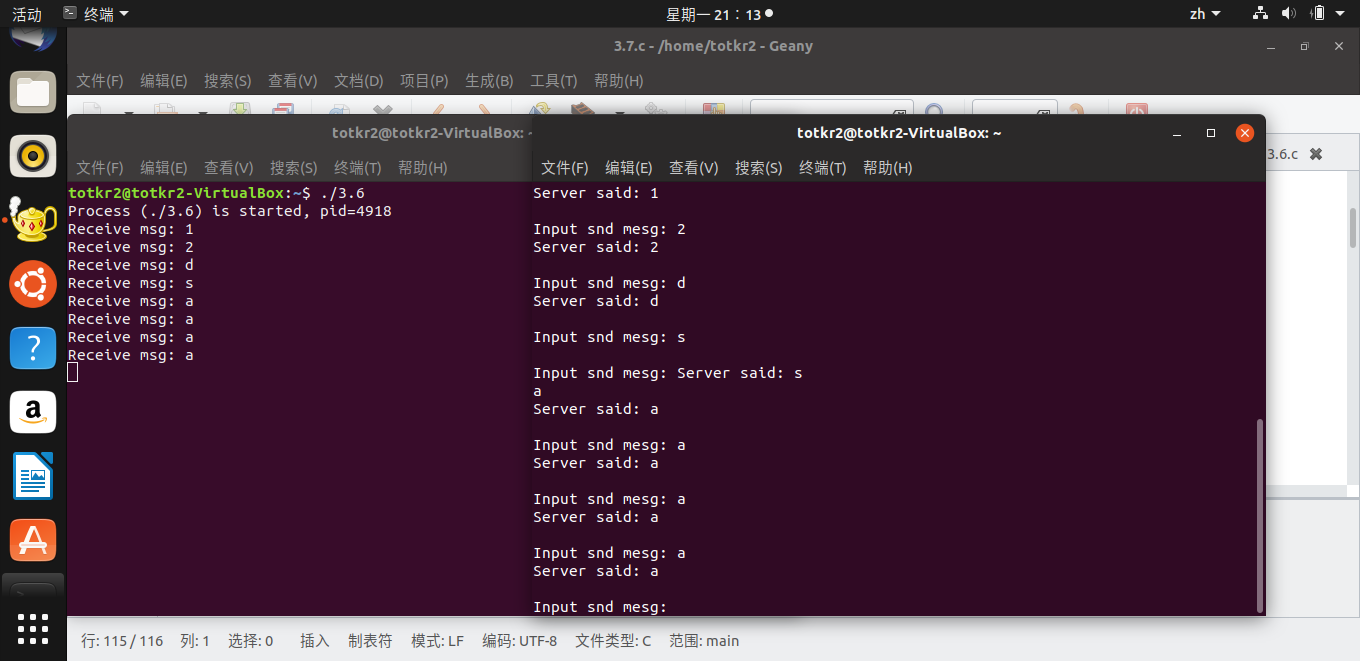 活动 终端 星期一 21：13 zh
3.7.c - /home/totkr2 - Geany
文件(F) 编辑(E) 搜索(S) 查看(V) 文档(D) 项目(P) 生成(B) 工具(T) 帮助(H)
3.6.c
totkr2@totkr2-VirtualBox: ~
文件(F) 编辑(E) 查看(V) 搜索(S) 终端(T) 帮助(H)
totkr2@totkr2-VirtualBox:~$ ./3.6
Process (./3.6) is started, pid=4918
Receive msg: 1
Receive msg: 2
Receive msg: d
Receive msg: s
Receive msg: a
Receive msg: a
Receive msg: a
Receive msg: a
totkr2@totkr2-VirtualBox: ~
文件(F) 编辑(E) 查看(V) 搜索(S) 终端(T) 帮助(H)
Server said: 1
Input snd mesg: 2
Server said: 2
Input snd mesg: d
Server said: d
Input snd mesg: s
Input snd mesg: Server said: s
a
Server said: a
Input snd mesg: a
Server said: a
Input snd mesg: a
Server said: a
Input snd mesg: a
Server said: a
Input snd mesg:
行: 115 / 116 列: 1 选择: 0 插入 制表符 模式: LF 编码: UTF-8 文件类型: C 范围: main